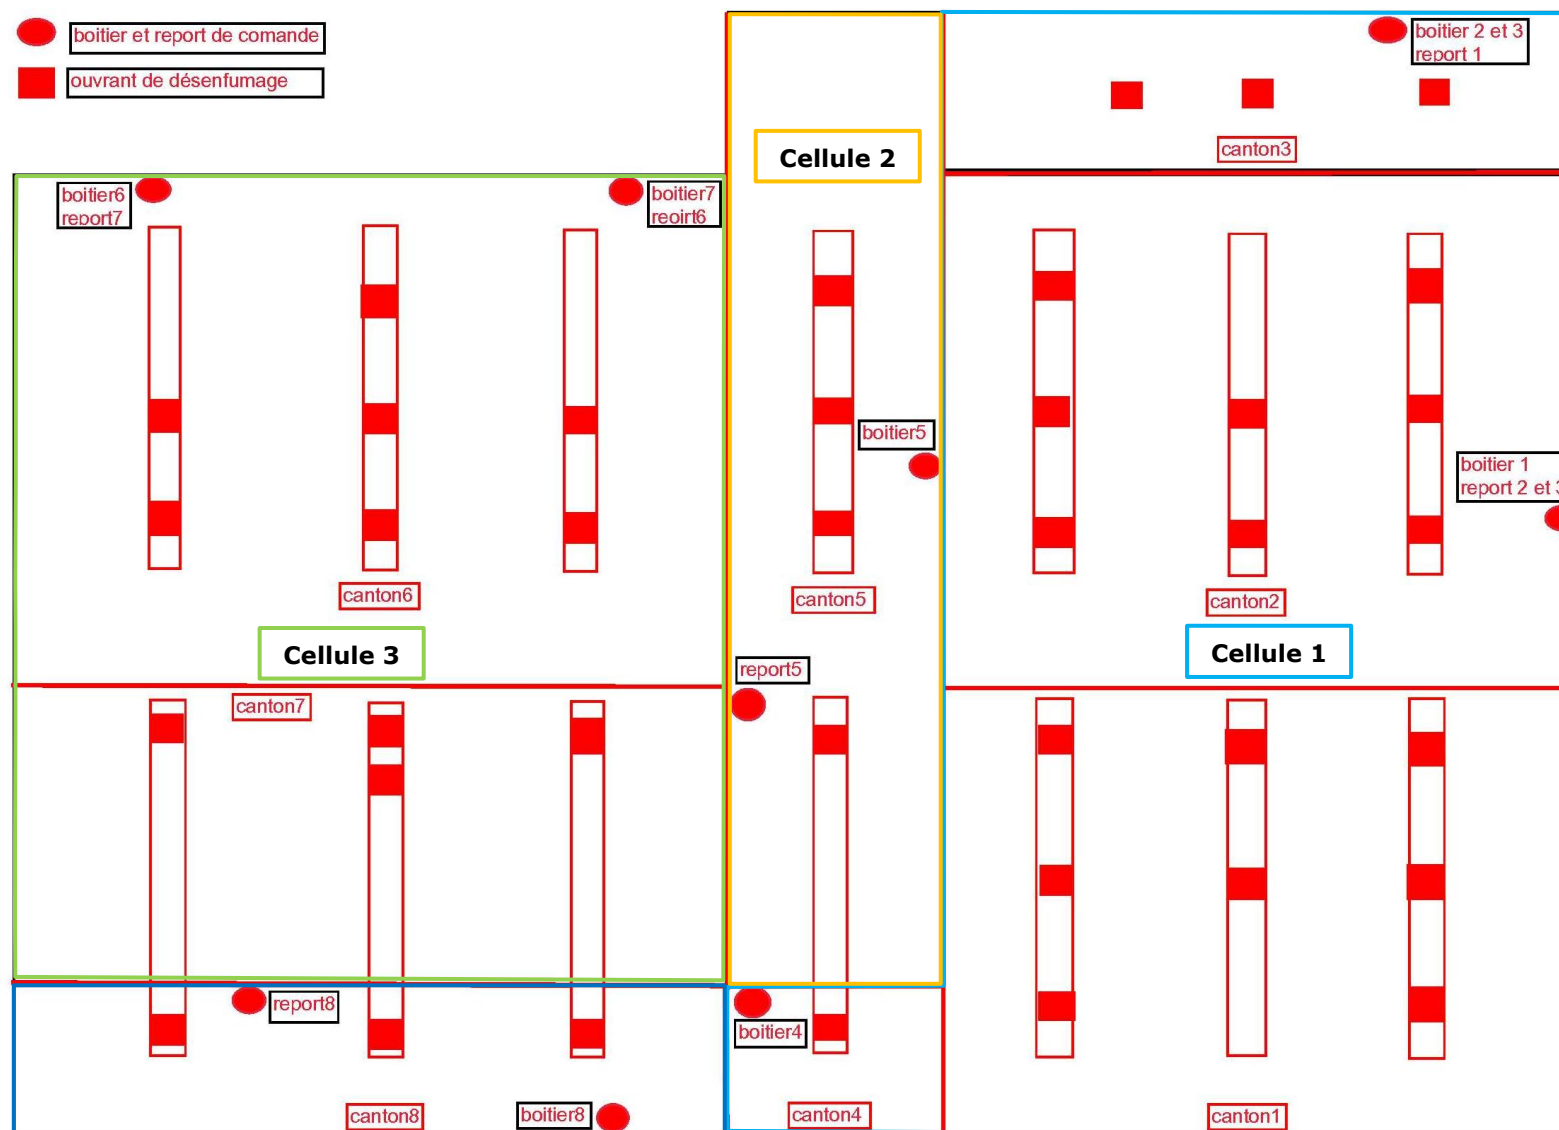 boitier et report de comande
ouvrant de désenfumage
boitier 2 et 3
report 1
canton3
Cellule 2
boitier6
report7
boitier7
reoirt6
boitier5
boitier 1
report 2 et 3
canton6
canton5
canton2
Cellule 3
Cellule 1
report5
canton7
report8
boitier4
canton8
boitier8
canton4
canton1